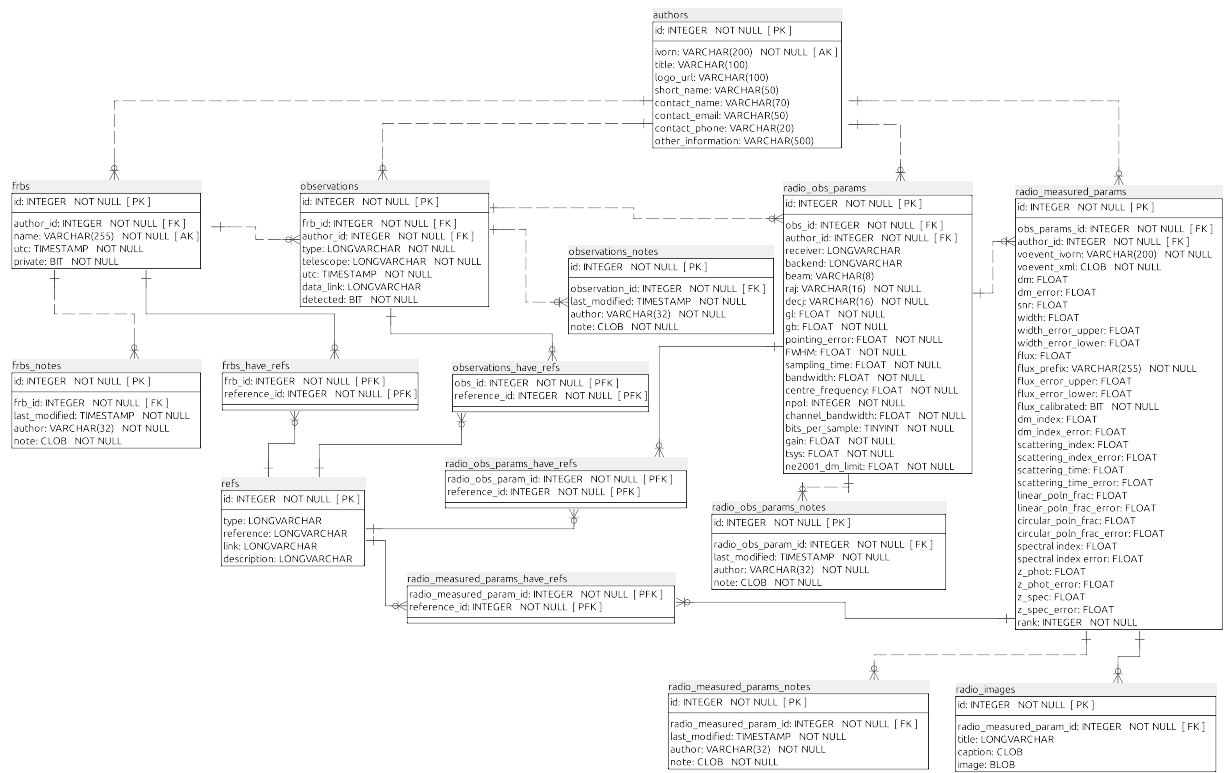 authors
id: INTEGER NOT NULL [ PK ]
ivorn: VARCHAR(200) NOT NULL [ AK ]
title: VARCHAR(100)
logo_url: VARCHAR(100)
short_name: VARCHAR(50)
contact_name: VARCHAR(70)
contact_email: VARCHAR(50)
contact_phone: VARCHAR(20)
other_information: VARCHAR(500)
frbs
id: INTEGER NOT NULL [ PK ]
author_id: INTEGER NOT NULL [ FK ]
name: VARCHAR(255) NOT NULL [ AK ]
utc: TIMESTAMP NOT NULL
private: BIT NOT NULL
observations
id: INTEGER NOT NULL [ PK ]
frb_id: INTEGER NOT NULL [ FK ]
author_id: INTEGER NOT NULL [ FK ]
type: LONGVARCHAR NOT NULL
telescope: LONGVARCHAR NOT NULL
utc: TIMESTAMP NOT NULL
data_link: LONGVARCHAR
detected: BIT NOT NULL
observations_notes
id: INTEGER NOT NULL [ PK ]
observation_id: INTEGER NOT NULL [ FK ]
last_modified: TIMESTAMP NOT NULL
author: VARCHAR(32) NOT NULL
note: CLOB NOT NULL
radio_obs_params
id: INTEGER NOT NULL [ PK ]
obs_id: INTEGER NOT NULL [ FK ]
author_id: INTEGER NOT NULL [ FK ]
receiver: LONGVARCHAR
backend: LONGVARCHAR
beam: VARCHAR(8)
raj: VARCHAR(16) NOT NULL
decj: VARCHAR(16) NOT NULL
gl: FLOAT NOT NULL
gb: FLOAT NOT NULL
pointing_error: FLOAT NOT NULL
FWHM: FLOAT NOT NULL
sampling_time: FLOAT NOT NULL
bandwidth: FLOAT NOT NULL
centre_frequency: FLOAT NOT NULL
npol: INTEGER NOT NULL
channel_bandwidth: FLOAT NOT NULL
bits_per_sample: TINYINT NOT NULL
gain: FLOAT NOT NULL
tsys: FLOAT NOT NULL
ne2001_dm_limit: FLOAT NOT NULL
radio_measured_params
id: INTEGER NOT NULL [ PK ]
obs_params_id: INTEGER NOT NULL [ FK ]
author_id: INTEGER NOT NULL [ FK ]
voevent_ivorn: VARCHAR(200) NOT NULL
voevent_xml: CLOB NOT NULL
dm: FLOAT
dm_error: FLOAT
snr: FLOAT
width: FLOAT
width_error_upper: FLOAT
width_error_lower: FLOAT
flux: FLOAT
flux_prefix: VARCHAR(255) NOT NULL
flux_error_upper: FLOAT
flux_error_lower: FLOAT
flux_calibrated: BIT NOT NULL
dm_index: FLOAT
dm_index_error: FLOAT
scattering_index: FLOAT
scattering_index_error: FLOAT
scattering_time: FLOAT
scattering_time_error: FLOAT
linear_poln_frac: FLOAT
linear_poln_frac_error: FLOAT
circular_poln_frac: FLOAT
circular_poln_frac_error: FLOAT
spectral index: FLOAT
spectral index error: FLOAT
z_phot: FLOAT
z_phot_error: FLOAT
z_spec: FLOAT
z_spec_error: FLOAT
rank: INTEGER NOT NULL
frbs_notes
id: INTEGER NOT NULL [ PK ]
frb_id: INTEGER NOT NULL [ FK ]
last_modified: TIMESTAMP NOT NULL
author: VARCHAR(32) NOT NULL
note: CLOB NOT NULL
frbs_have_refs
frb_id: INTEGER NOT NULL [ PFK ]
reference_id: INTEGER NOT NULL [ PFK ]
observations_have_refs
obs_id: INTEGER NOT NULL [ PFK ]
reference_id: INTEGER NOT NULL [ PFK ]
radio_obs_params_have_refs
radio_obs_param_id: INTEGER NOT NULL [ PFK ]
reference_id: INTEGER NOT NULL [ PFK ]
refs
id: INTEGER NOT NULL [ PK ]
type: LONGVARCHAR
reference: LONGVARCHAR
link: LONGVARCHAR
description: LONGVARCHAR
radio_obs_params_notes
id: INTEGER NOT NULL [ PK ]
radio_obs_param_id: INTEGER NOT NULL [ FK ]
last_modified: TIMESTAMP NOT NULL
author: VARCHAR(32) NOT NULL
note: CLOB NOT NULL
radio_measured_params_have_refs
radio_measured_param_id: INTEGER NOT NULL [ PFK ]
reference_id: INTEGER NOT NULL [ PFK ]
radio_measured_params_notes
id: INTEGER NOT NULL [ PK ]
radio_measured_param_id: INTEGER NOT NULL [ FK ]
last_modified: TIMESTAMP NOT NULL
author: VARCHAR(32) NOT NULL
note: CLOB NOT NULL
radio_images
id: INTEGER NOT NULL [ PK ]
radio_measured_param_id: INTEGER NOT NULL [ FK ]
title: LONGVARCHAR
caption: CLOB
image: BLOB